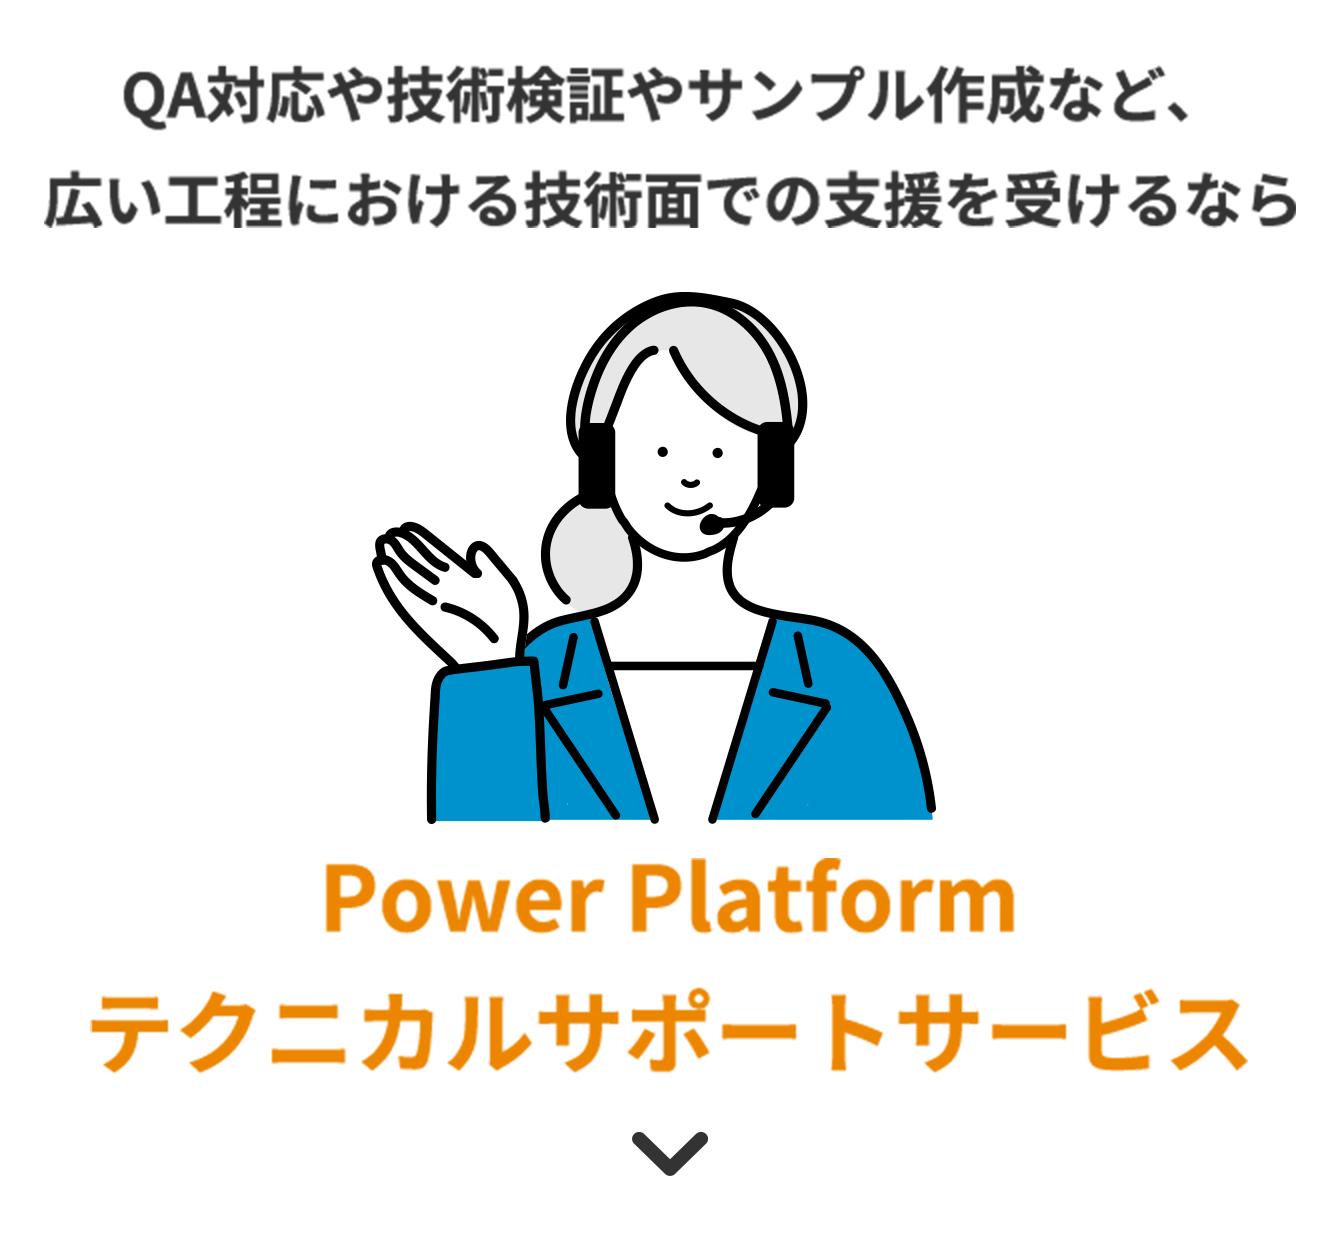 QA対応や技術検証やサンプル作成など、
広い工程における技術面での支援を受けるなら
Power Platform
テクニカルサポートサービス